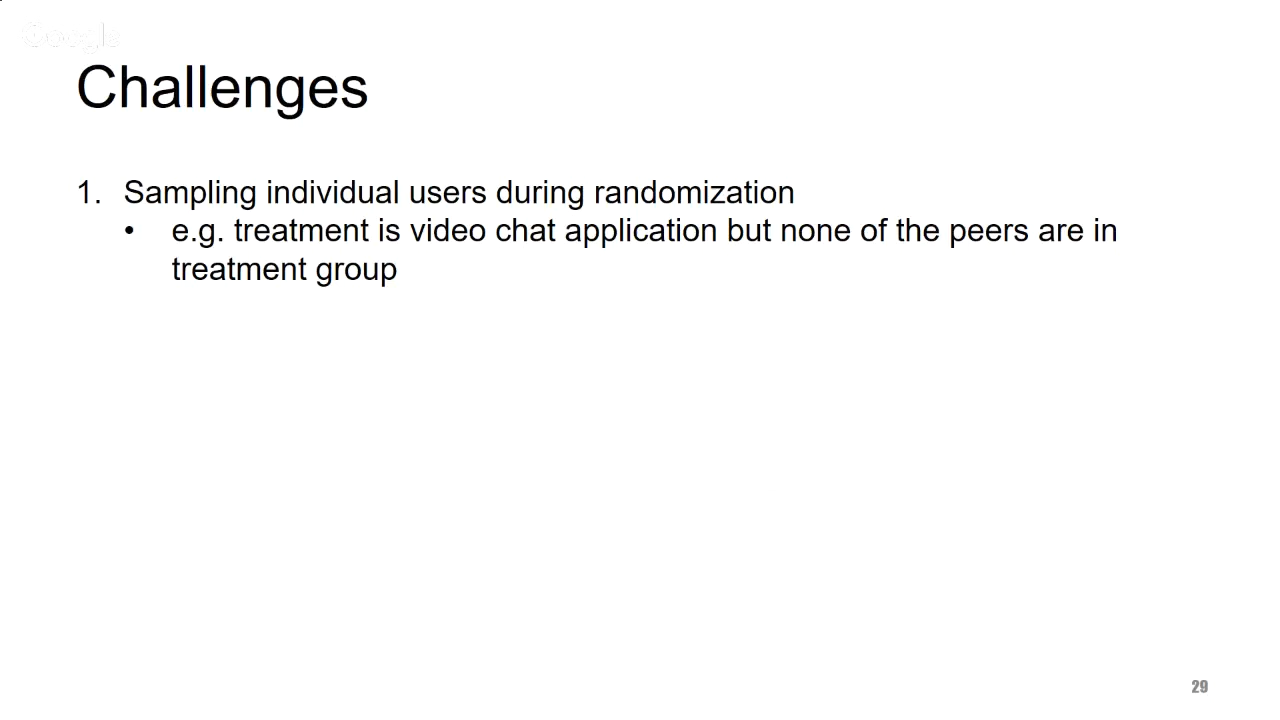 Google
Challenges
1. Sampling individual users during randomization
• e.g. treatment is video chat application but none of the peers are in
treatment group
29